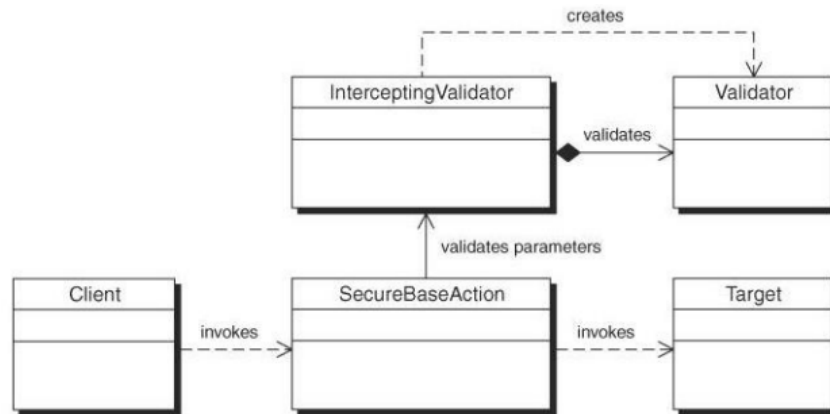 creates
InterceptingValidator
Validator
validates
validates parameters
Client
SecureBaseAction
Target
invokes
invokes